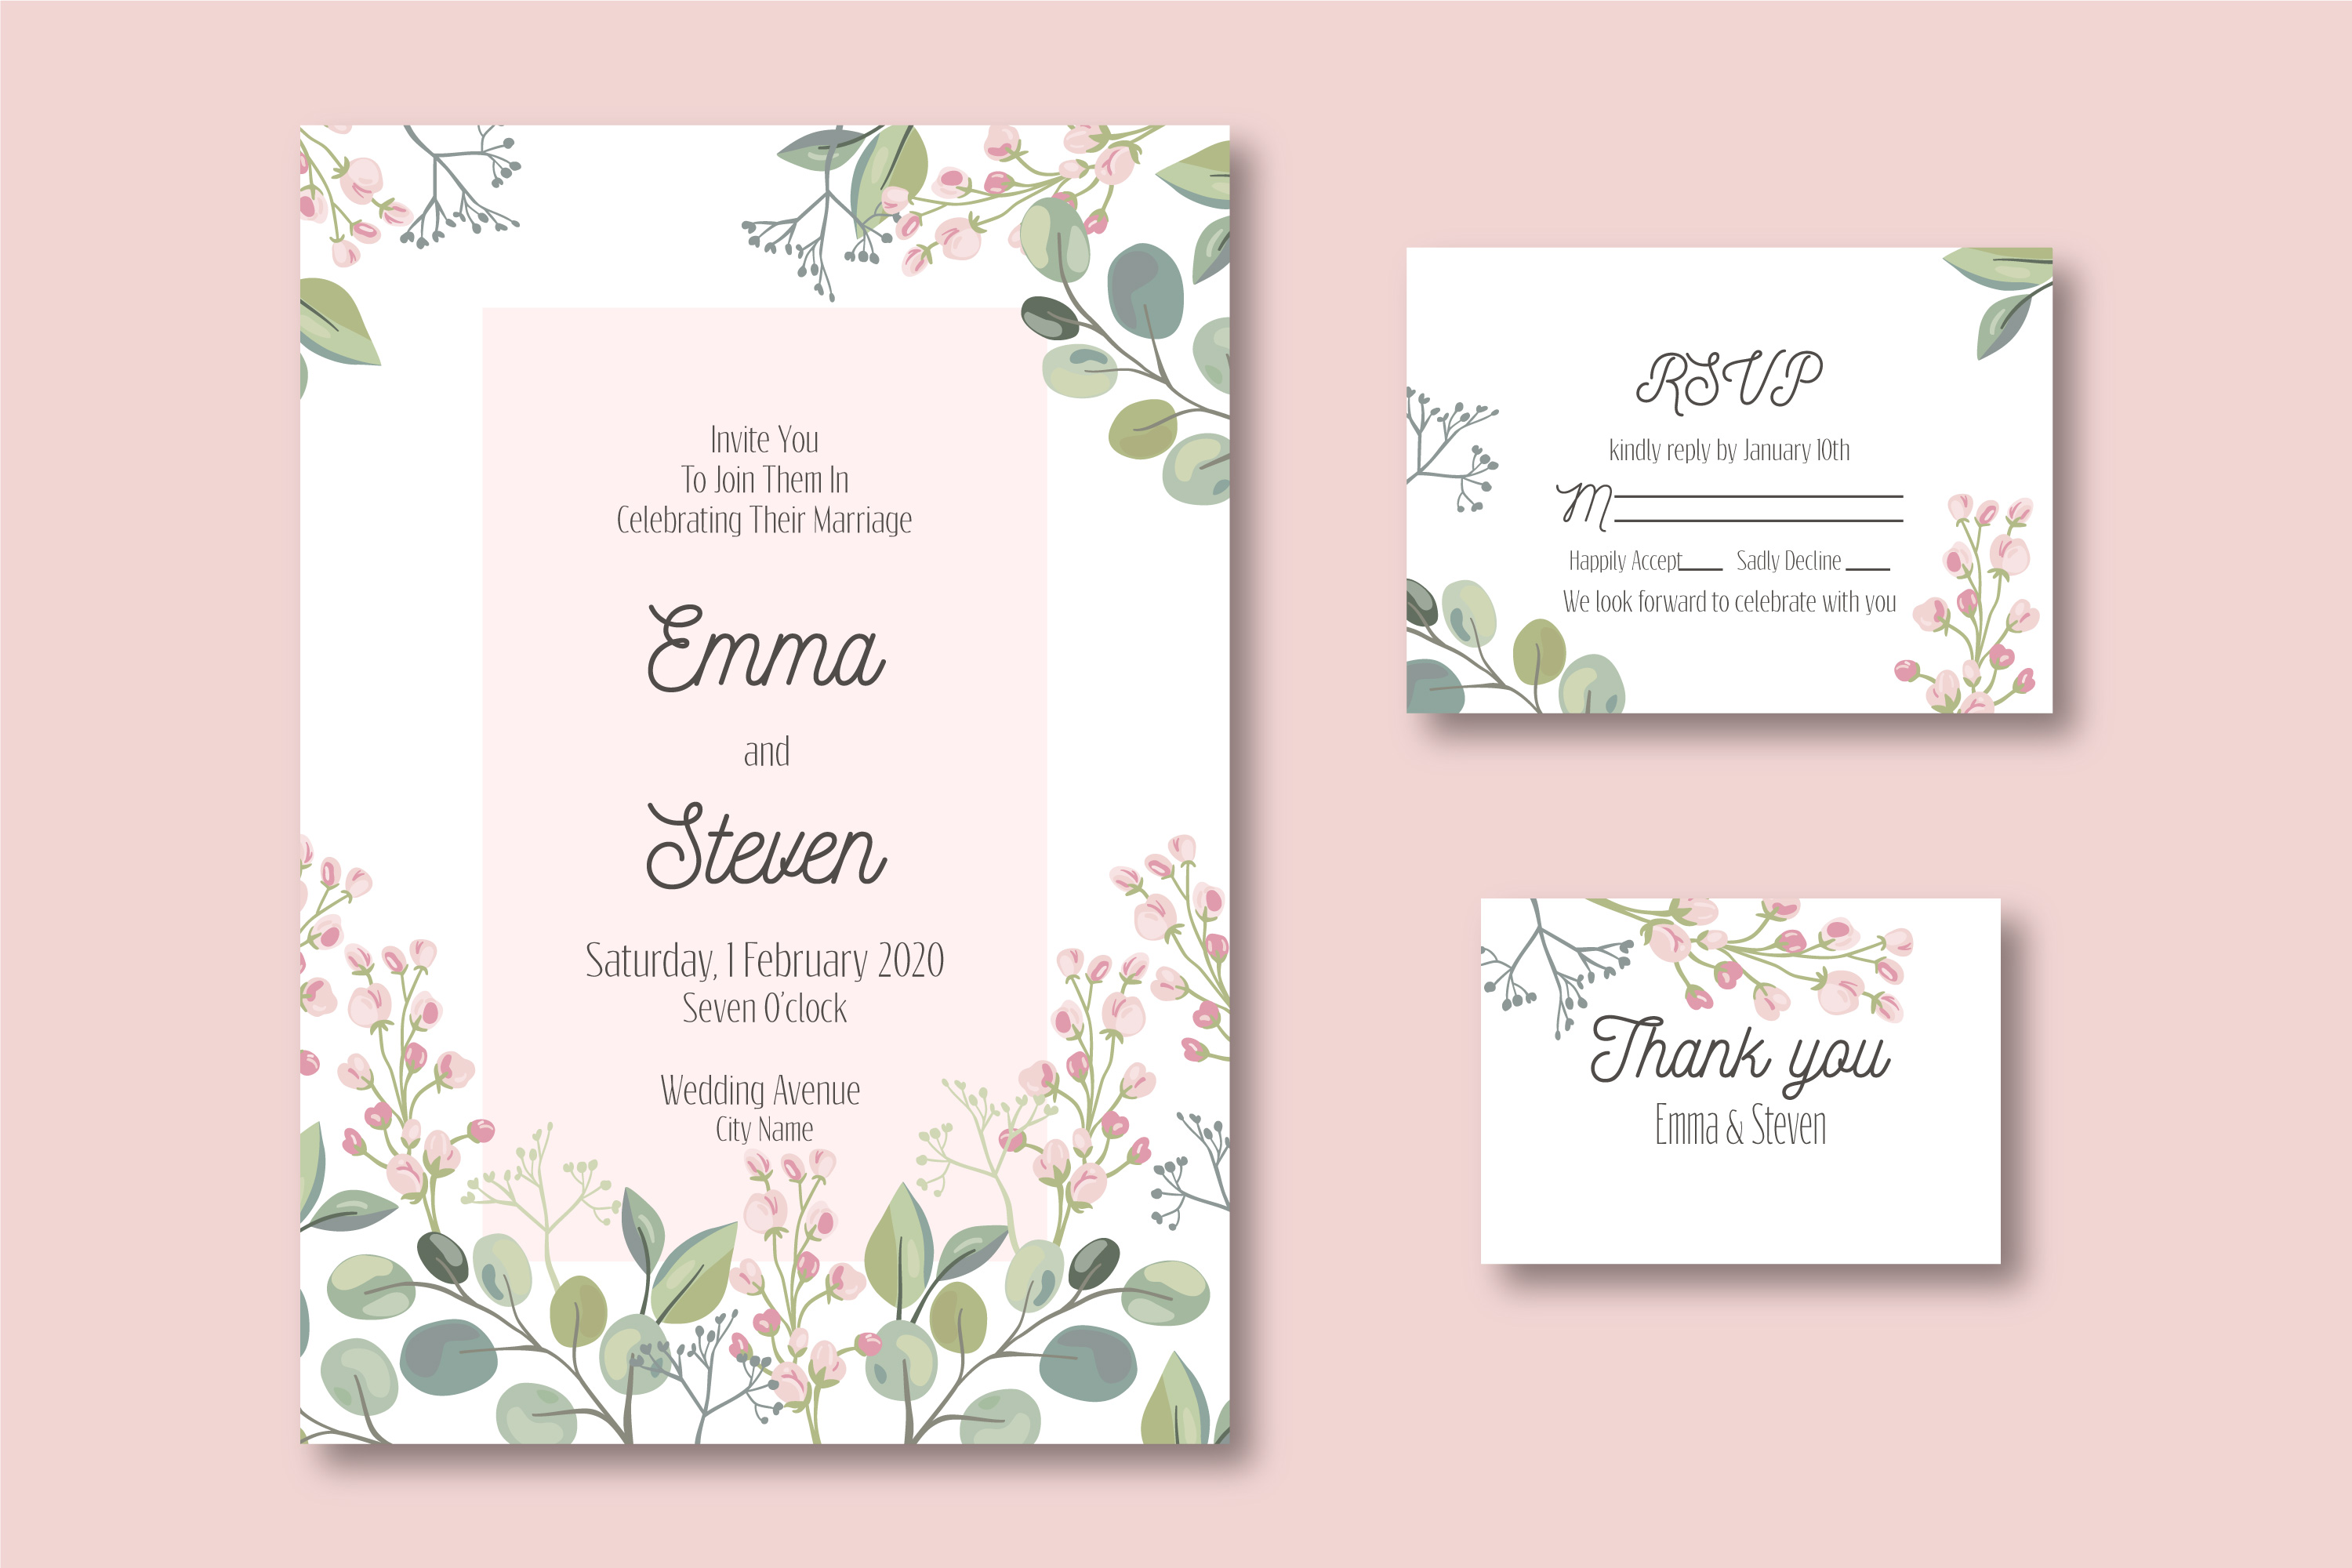 Invite You
To Join Them In
Celebrating Their Marriage
Emma
and
Steven
Saturday, 1 February 2020
Seven O'clock
Wedding Avenue
City Name
RSVP
kindly reply by January 10th
M
Happily Accept____ Sadly Decline ____
We look forward to celebrate with you
Thank you
Emma & Steven